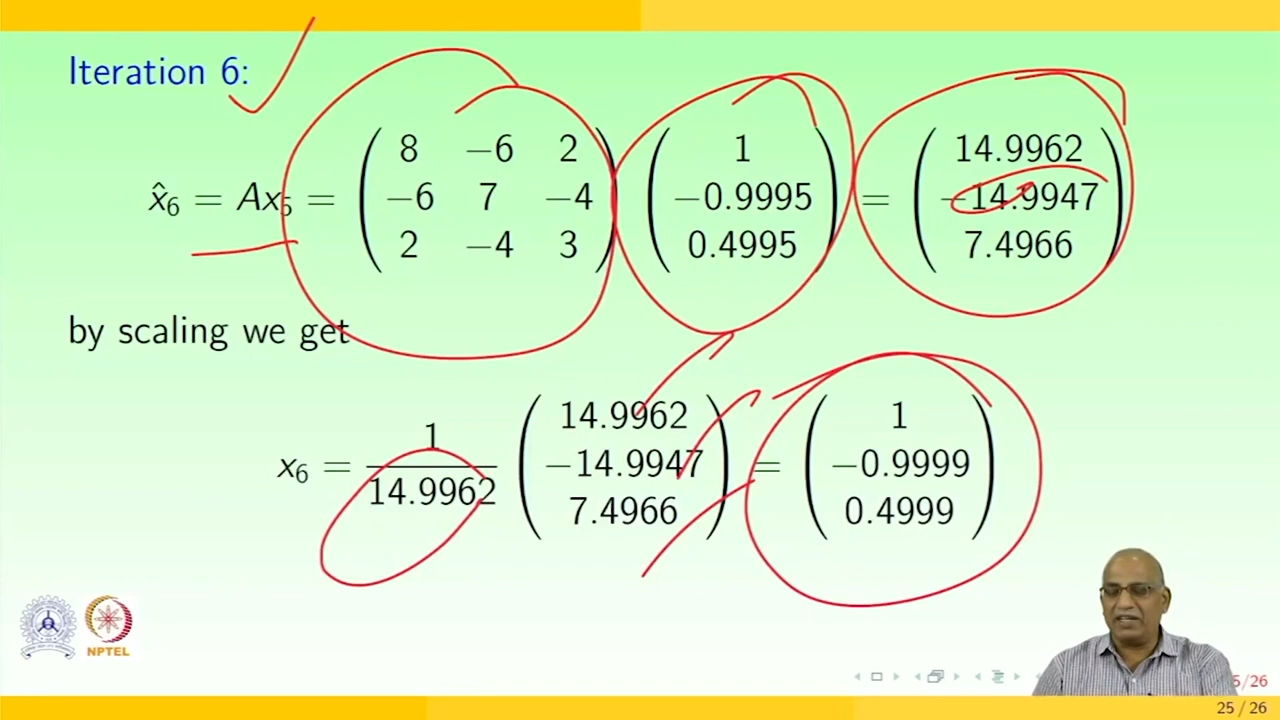 Iteration 6:
x̂₆ = Ax₅ = ( 8 −6 2 ) ( 1 ) = ( 14.9962 )
( −6 7 −4 ) ( −0.9995 ) ( −14.9947 )
( 2 −4 3 ) ( 0.4995 ) ( 7.4966 )
by scaling we get
x₆ = 1/14.9962 ( 14.9962 ) = ( 1 )
( −14.9947 ) ( −0.9999 )
( 7.4966 ) ( 0.4999 )
NPTEL
5/26
25 / 26